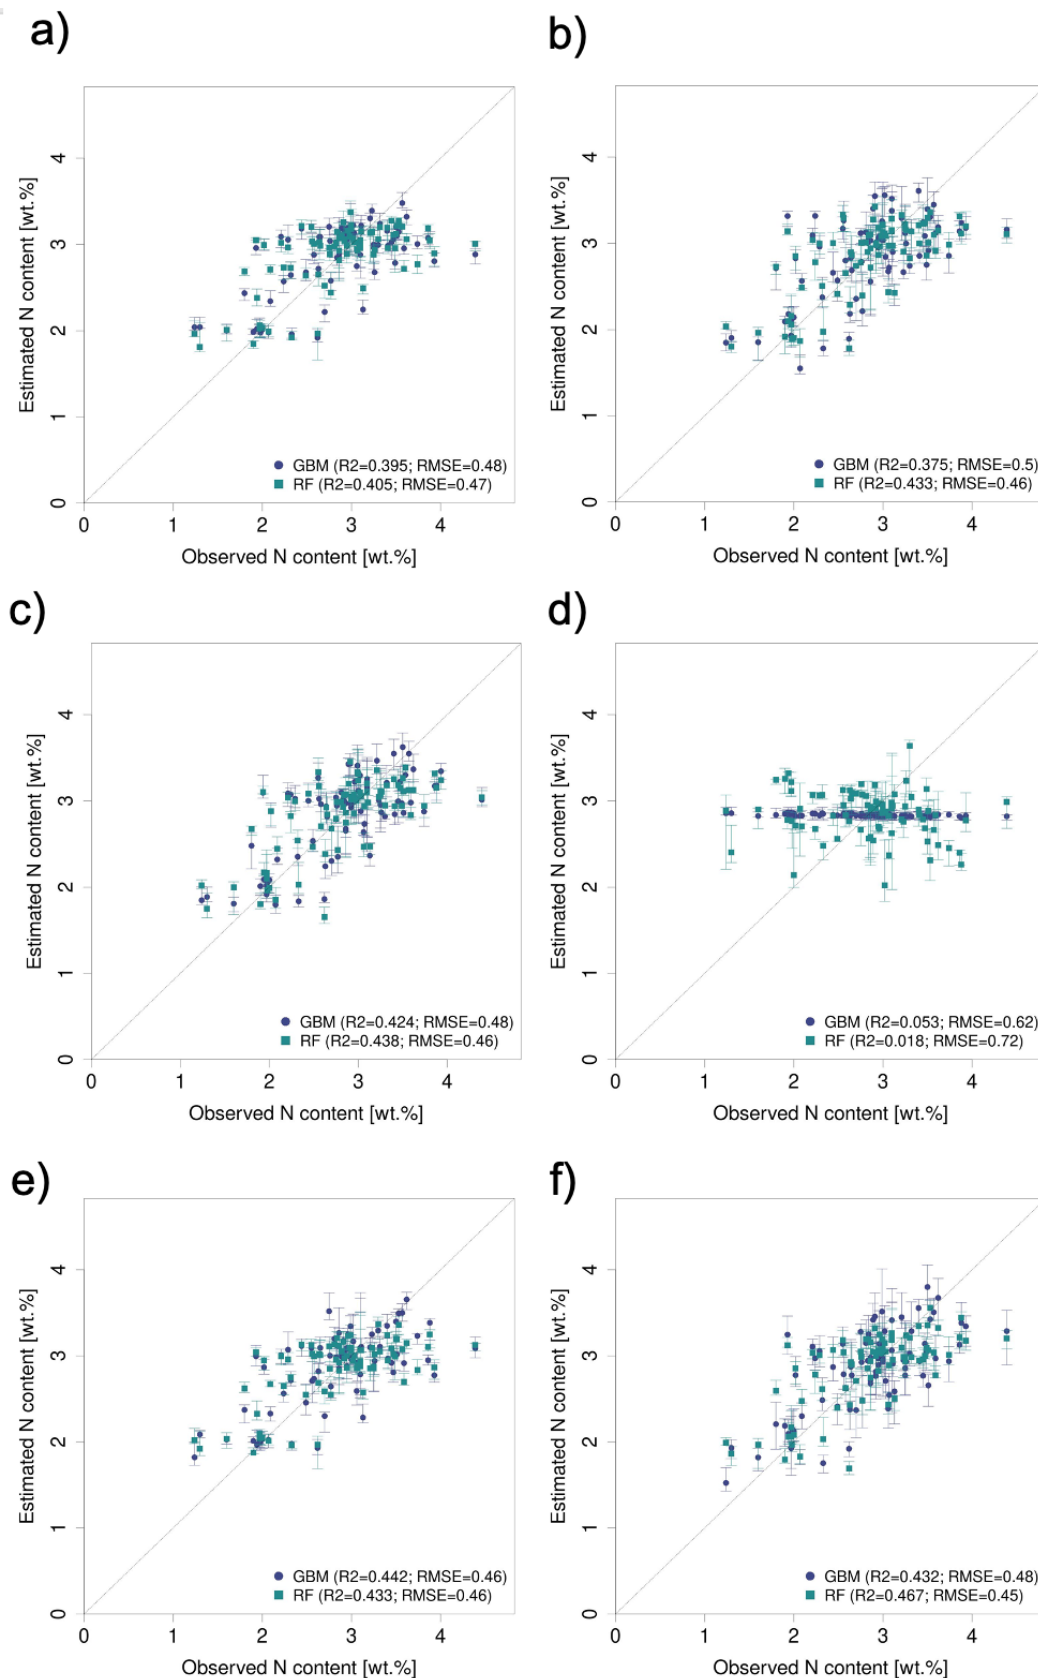 a)
Estimated N content [wt.%]
4
3
2
1
0
GBM (R2=0.395; RMSE=0.48)
RF (R2=0.405; RMSE=0.47)
0 1 2 3 4
Observed N content [wt.%]
b)
Estimated N content [wt.%]
4
3
2
1
0
GBM (R2=0.375; RMSE=0.5)
RF (R2=0.433; RMSE=0.46)
0 1 2 3 4
Observed N content [wt.%]
c)
Estimated N content [wt.%]
4
3
2
1
0
GBM (R2=0.424; RMSE=0.48)
RF (R2=0.438; RMSE=0.46)
0 1 2 3 4
Observed N content [wt.%]
d)
Estimated N content [wt.%]
4
3
2
1
0
GBM (R2=0.053; RMSE=0.62)
RF (R2=0.018; RMSE=0.72)
0 1 2 3 4
Observed N content [wt.%]
e)
Estimated N content [wt.%]
4
3
2
1
0
GBM (R2=0.442; RMSE=0.46)
RF (R2=0.433; RMSE=0.46)
0 1 2 3 4
Observed N content [wt.%]
f)
Estimated N content [wt.%]
4
3
2
1
0
GBM (R2=0.432; RMSE=0.48)
RF (R2=0.467; RMSE=0.45)
0 1 2 3 4
Observed N content [wt.%]